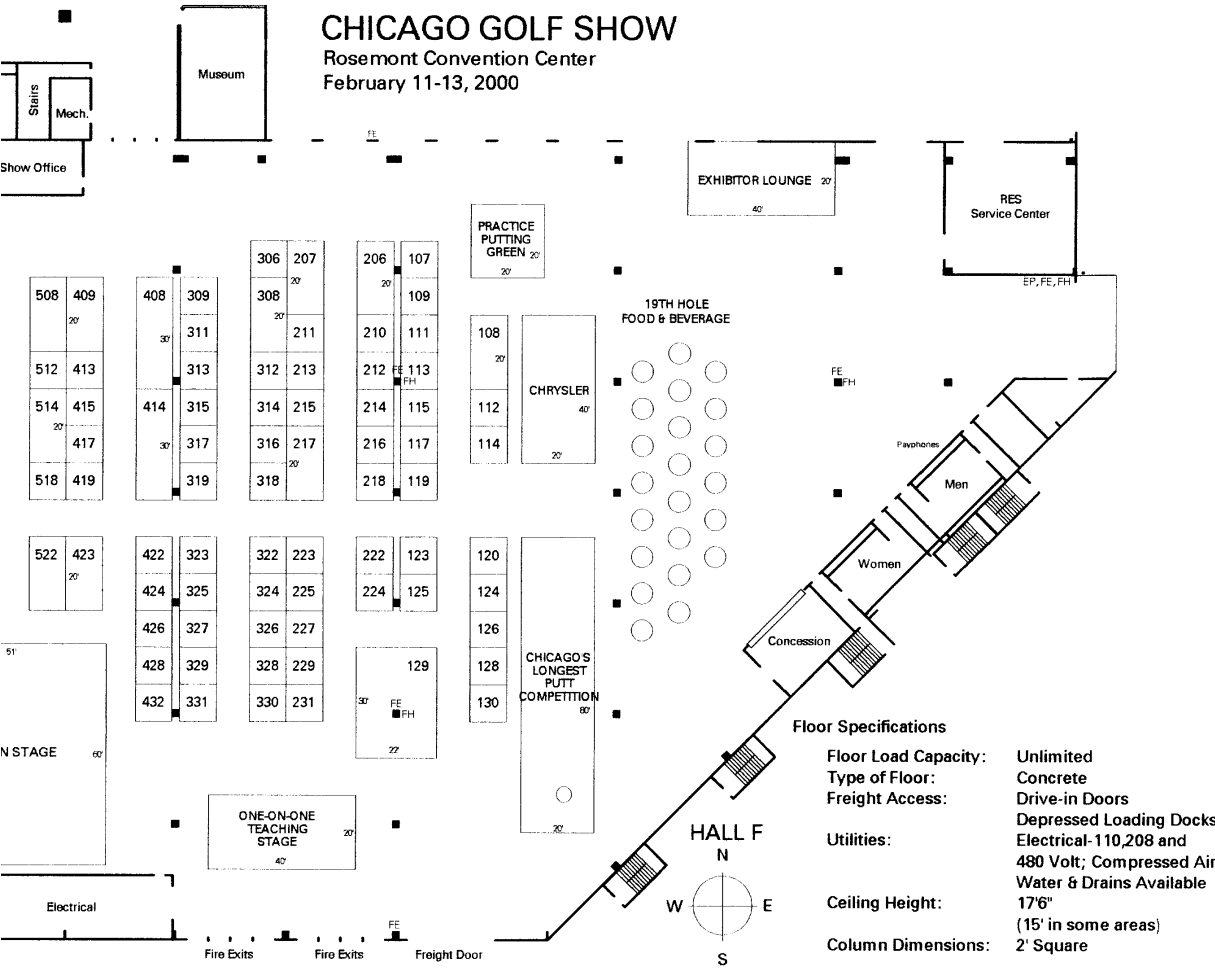 CHICAGO GOLF SHOW
Rosemont Convention Center
February 11-13, 2000
Museum
Stairs
Mech.
Show Office
FE
EXHIBITOR LOUNGE 20'
40'
RES
Service Center
EP, FE, FH
PRACTICE
PUTTING
GREEN 20'
20'
306 207
20'
308
20'
211
312 213
314 215
316 217
20'
318
206 107
20'
109
210 111
212 113
FE
FH
214 115
216 117
218 119
508 409
20'
512 413
514 415
20'
417
518 419
408 309
311
30'
313
414 315
30'
317
319
108
20'
112
114
CHRYSLER
40'
20'
19TH HOLE
FOOD & BEVERAGE
FE
FH
Payphones
Men
Women
Concession
522 423
20'
422 323
424 325
426 327
428 329
432 331
322 223
324 225
326 227
328 229
330 231
222 123
224 125
129
30'
FE
FH
22'
120
124
126
128
130
CHICAGO'S
LONGEST
PUTT
COMPETITION
80'
20'
51'
N STAGE 60'
ONE-ON-ONE
TEACHING
STAGE
20'
40'
Electrical
Fire Exits
Fire Exits
FE
Freight Door
HALL F
N
W E
S
Floor Specifications
Floor Load Capacity: Unlimited
Type of Floor: Concrete
Freight Access: Drive-in Doors
Depressed Loading Docks
Utilities: Electrical-110,208 and
480 Volt; Compressed Air
Water & Drains Available
Ceiling Height: 17'6"
(15' in some areas)
Column Dimensions: 2' Square